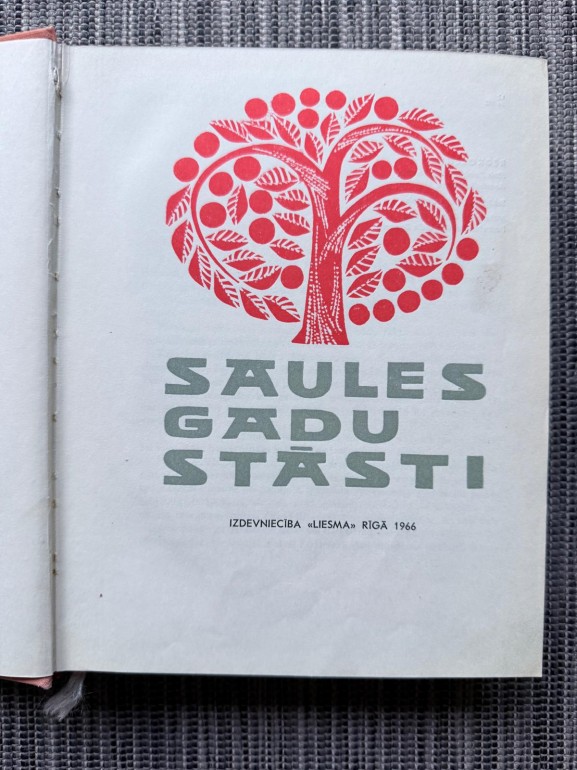 SAULES
GADU
STĀSTI
IZDEVNIECĪBA «LIESMA» RĪGĀ 1966